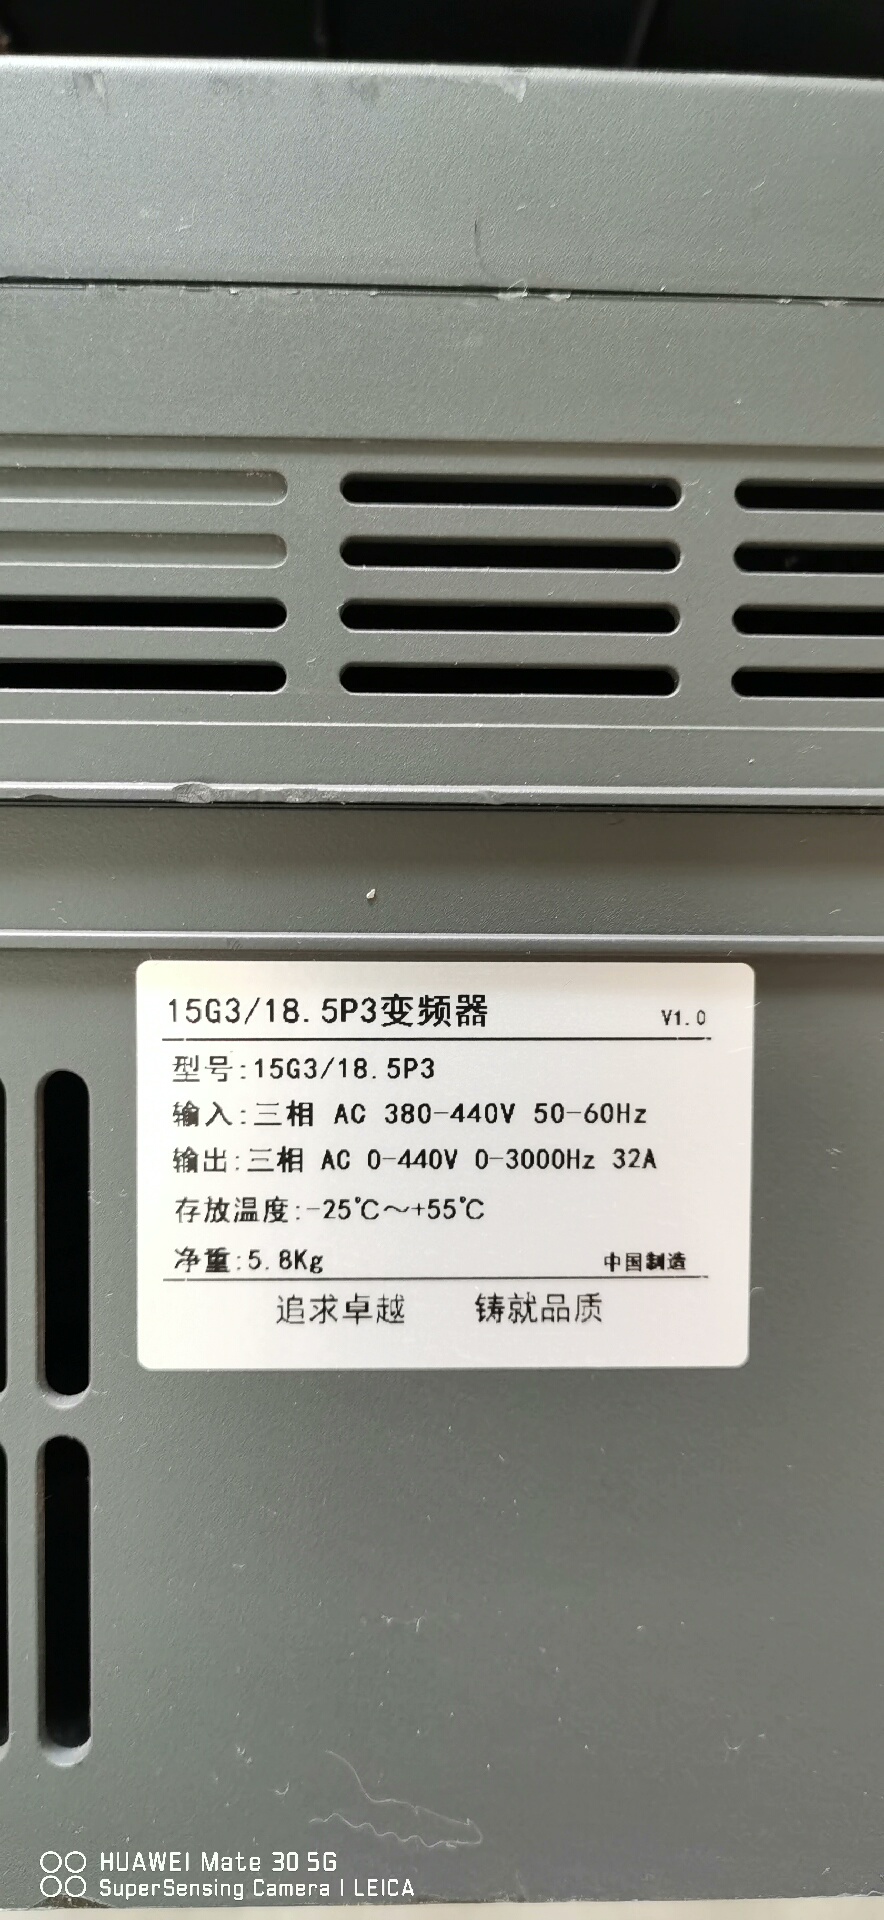 15G3/18.5P3变频器 V1.0
型号:15G3/18.5P3
输入:三相 AC 380-440V 50-60Hz
输出:三相 AC 0-440V 0-3000Hz 32A
存放温度:-25℃～+55℃
净重:5.8Kg 中国制造
追求卓越 铸就品质
HUAWEI Mate 30 5G
SuperSensing Camera | LEICA